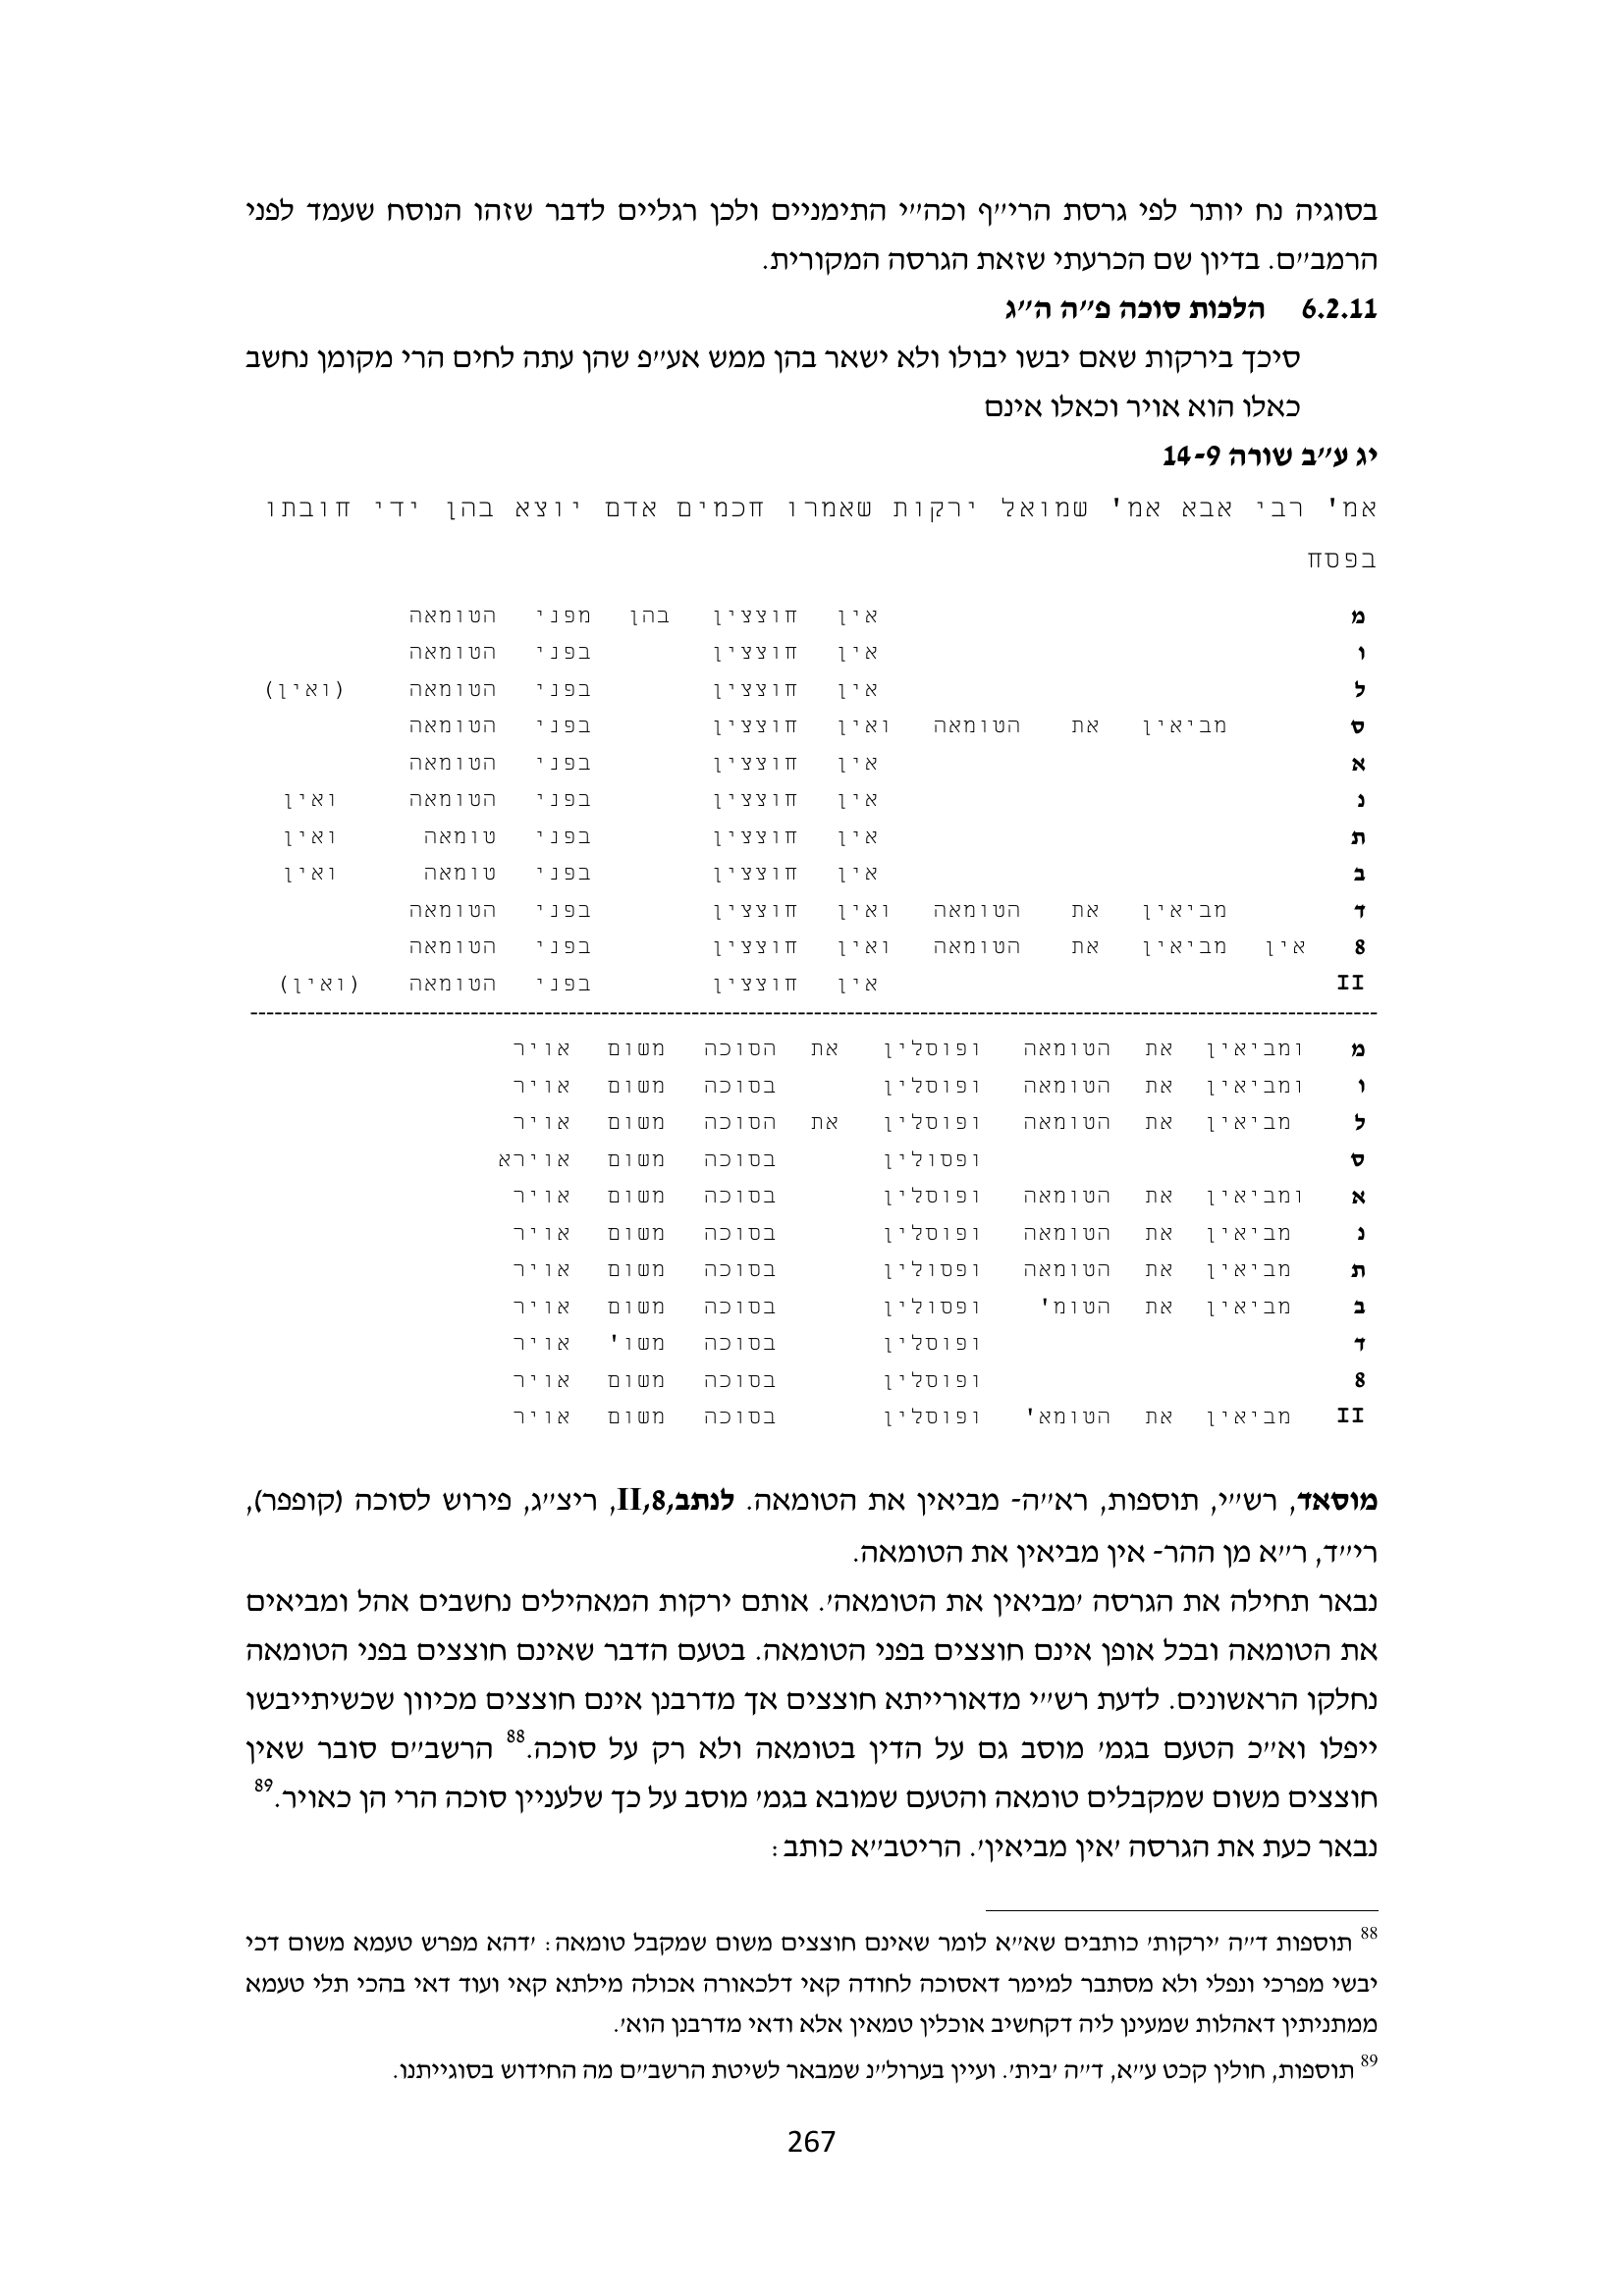 בסוגיה נח יותר לפי גרסת הרי״ף וכה״י התימניים ולכן רגליים לדבר שזהו הנוסח שעמד לפני
הרמב״ם. בדיון שם הכרעתי שזאת הגרסה המקורית.
6.2.11 הלכות סוכה פ״ה ה״ג
סיכך בירקות שאם יבשו יבולו ולא ישאר בהן ממש אע״פ שהן עתה לחים הרי מקומן נחשב
כאלו הוא אויר וכאלו אינם
יג ע״ב שורה 14-9
אמ' רבי אבא אמ' שמואל ירקות שאמרו חכמים אדם יוצא בהן ידי חובתו
בפסח
מ אין חוצצין בהן מפני הטומאה
ו אין חוצצין בפני הטומאה
ל אין חוצצין בפני הטומאה (ואין)
ס מביאין את הטומאה ואין חוצצין בפני הטומאה
א אין חוצצין בפני הטומאה
נ אין חוצצין בפני הטומאה ואין
ת אין חוצצין בפני טומאה ואין
ב אין חוצצין בפני טומאה ואין
ד מביאין את הטומאה ואין חוצצין בפני הטומאה
8 אין מביאין את הטומאה ואין חוצצין בפני הטומאה
II אין חוצצין בפני הטומאה (ואין)
מ ומביאין את הטומאה ופוסלין את הסוכה משום אויר
ו ומביאין את הטומאה ופוסלין בסוכה משום אויר
ל מביאין את הטומאה ופוסלין את הסוכה משום אויר
ס ופסולין בסוכה משום אוירא
א ומביאין את הטומאה ופוסלין בסוכה משום אויר
נ מביאין את הטומאה ופוסלין בסוכה משום אויר
ת מביאין את הטומאה ופסולין בסוכה משום אויר
ב מביאין את הטומ' ופסולין בסוכה משום אויר
ד ופוסלין בסוכה משו' אויר
8 ופוסלין בסוכה משום אויר
II מביאין את הטומא' ופוסלין בסוכה משום אויר
מוסאד, רש״י, תוספות, רא״ה- מביאין את הטומאה. לנתב,8,II, ריצ״ג, פירוש לסוכה (קופפר),
רי״ד, ר״א מן ההר- אין מביאין את הטומאה.
נבאר תחילה את הגרסה ׳מביאין את הטומאה׳. אותם ירקות המאהילים נחשבים אהל ומביאים
את הטומאה ובכל אופן אינם חוצצים בפני הטומאה. בטעם הדבר שאינם חוצצים בפני הטומאה
נחלקו הראשונים. לדעת רש״י מדאורייתא חוצצים אך מדרבנן אינם חוצצים מכיוון שכשיתייבשו
ייפלו וא״כ הטעם בגמ׳ מוסב גם על הדין בטומאה ולא רק על סוכה.88 הרשב״ם סובר שאין
חוצצים משום שמקבלים טומאה והטעם שמובא בגמ׳ מוסב על כך שלעניין סוכה הרי הן כאויר.89
נבאר כעת את הגרסה ׳אין מביאין׳. הריטב״א כותב:
88 תוספות ד״ה ׳ירקות׳ כותבים שא״א לומר שאינם חוצצים משום שמקבל טומאה: ׳דהא מפרש טעמא משום דכי
יבשי מפרכי ונפלי ולא מסתבר למימר דאסוכה לחודה קאי דלכאורה אכולה מילתא קאי ועוד דאי בהכי תלי טעמא
ממתניתין דאהלות שמעינן ליה דקחשיב אוכלין טמאין אלא ודאי מדרבנן הוא׳.
89 תוספות, חולין קכט ע״א, ד״ה ׳בית׳. ועיין בערול״נ שמבאר לשיטת הרשב״ם מה החידוש בסוגייתנו.
267